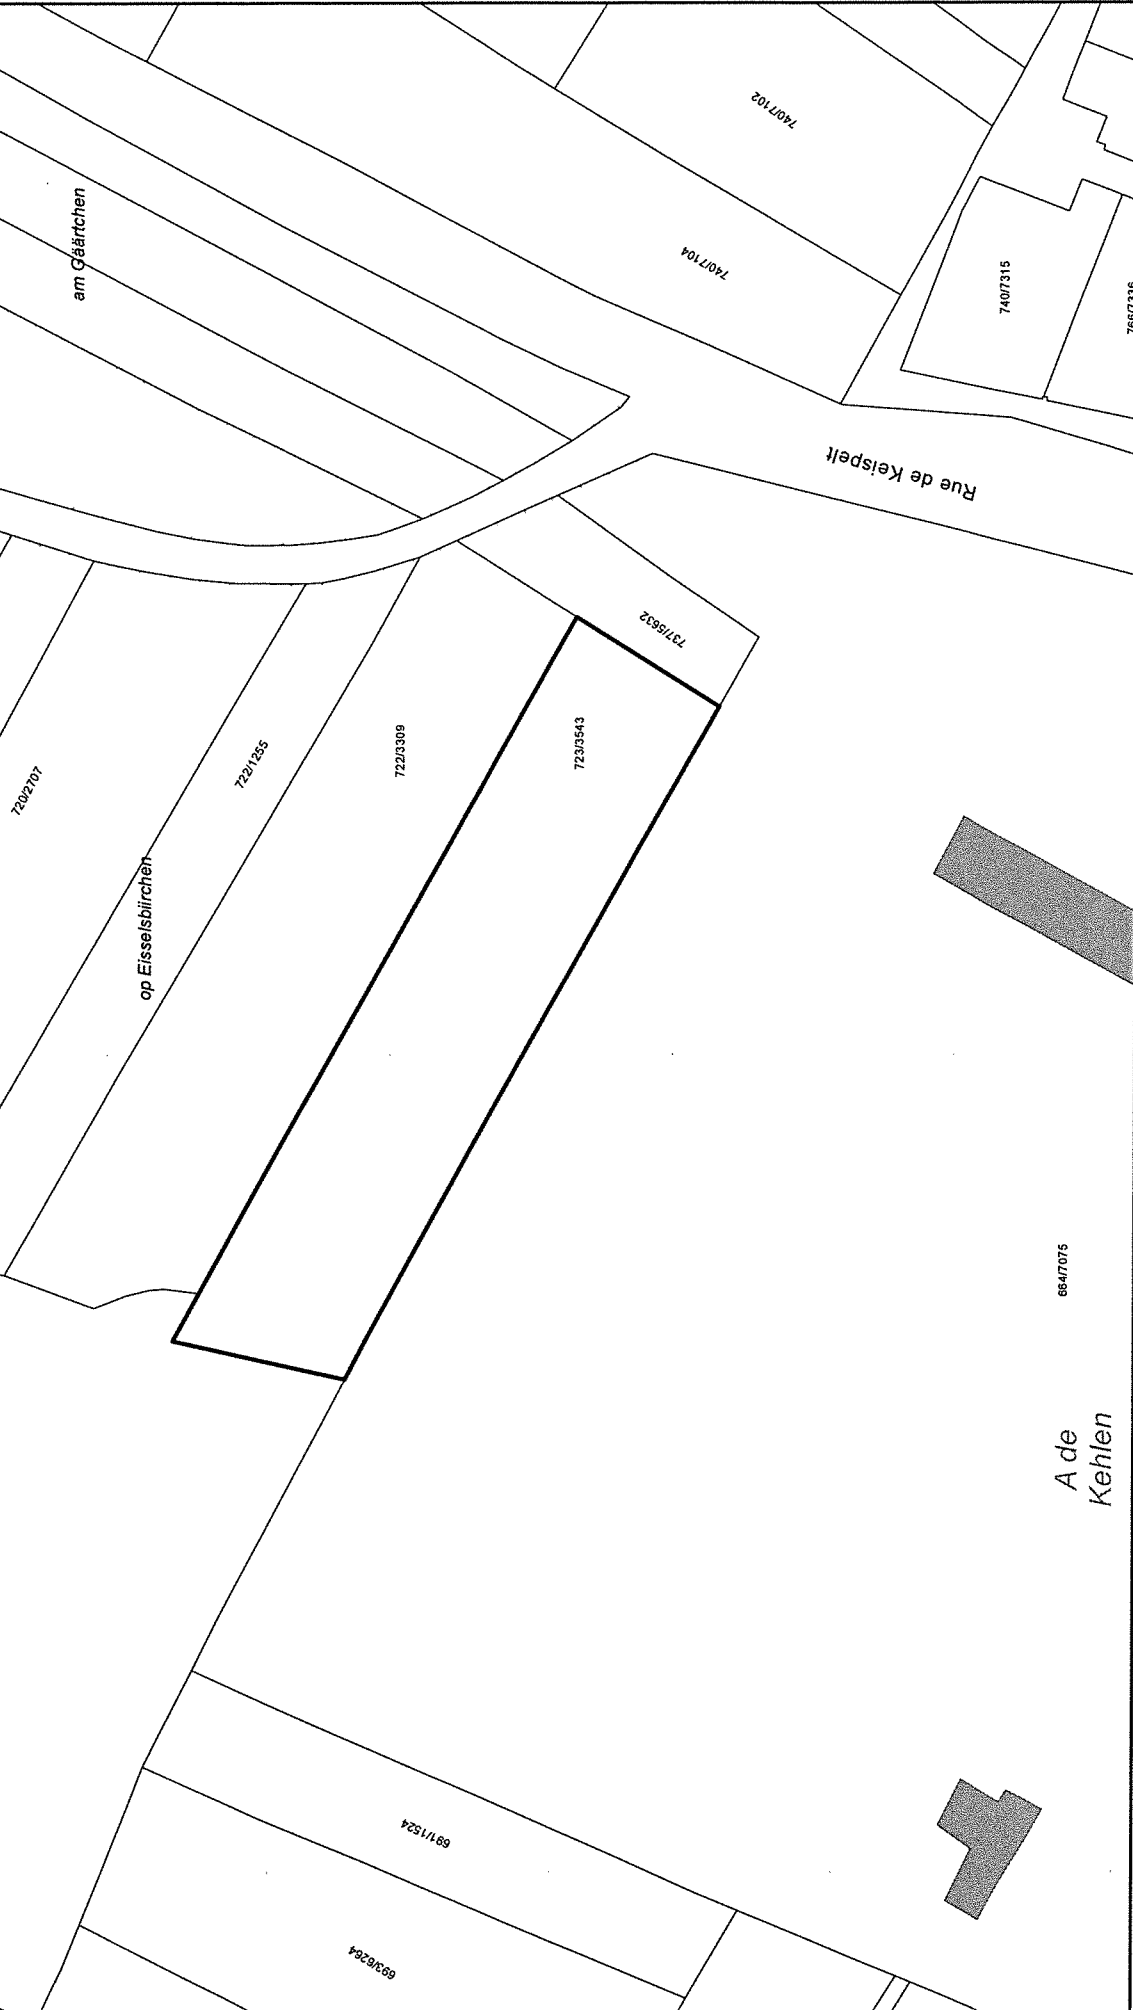 740/7102
am Gäärtchen
740/7104
740/7315
Rue de Keispelt
737/5632
722/3309
723/3543
722/1255
720/2707
op Eisselsbiirchen
664/7075
A de
Kehlen
691/1524
693/6264